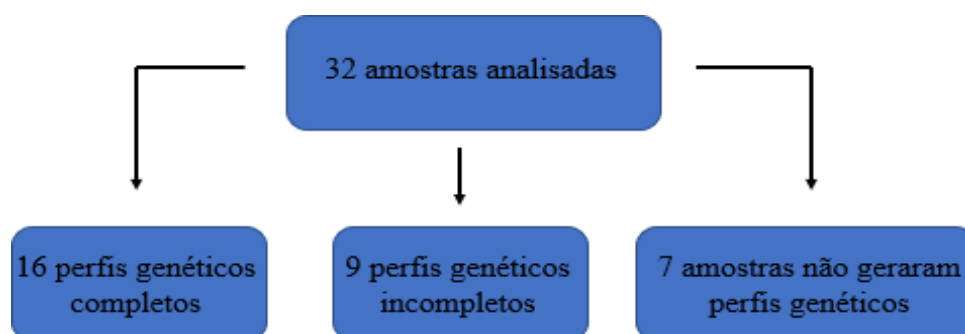 32 amostras analisadas
16 perfis genéticos
completos
9 perfis genéticos
incompletos
7 amostras não geraram
perfis genéticos